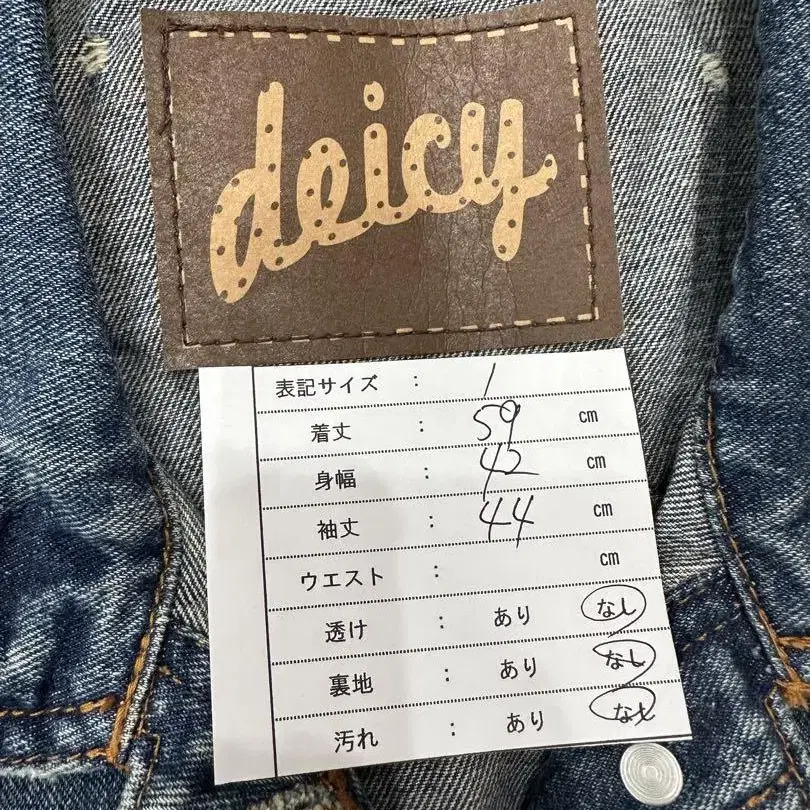 deicy
表記サイズ : 1
着丈 : 59 cm
身幅 : 42 cm
袖丈 : 44 cm
ウエスト : cm
透け : あり なし
裏地 : あり なし
汚れ : あり なし